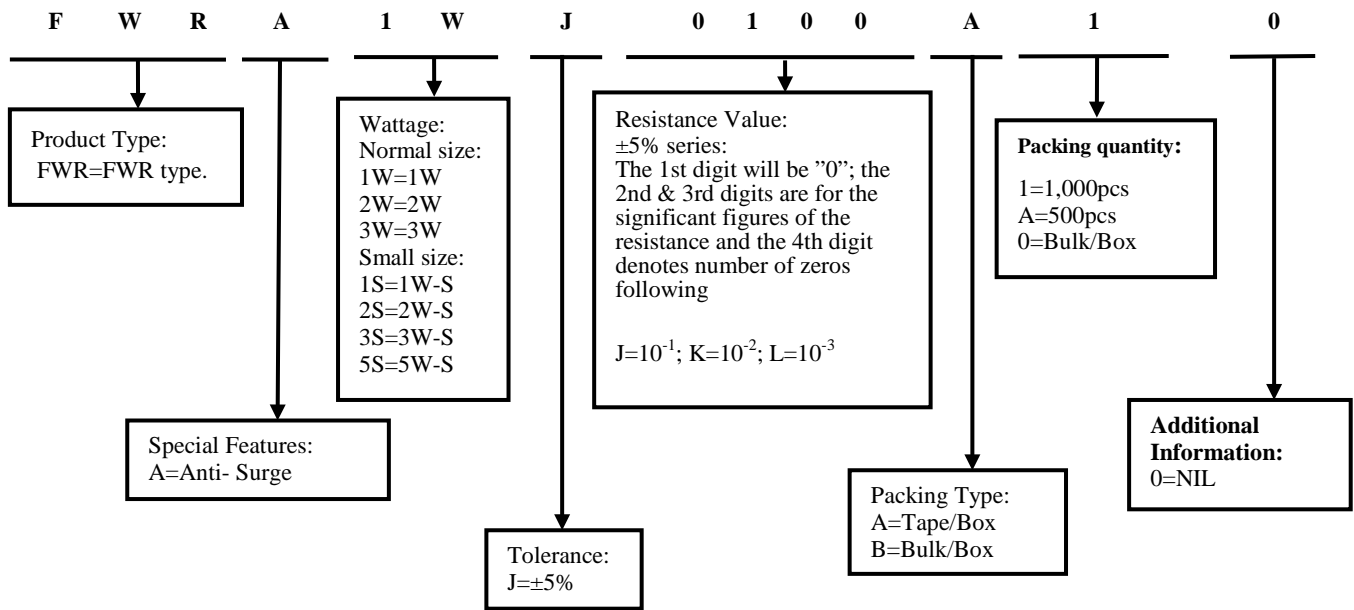 F W R A 1 W J 0 1 0 0 A 1 0
Product Type:
FWR=FWR type.
Wattage:
Normal size:
1W=1W
2W=2W
3W=3W
Small size:
1S=1W-S
2S=2W-S
3S=3W-S
5S=5W-S
Resistance Value:
±5% series:
The 1st digit will be ”0”; the
2nd & 3rd digits are for the
significant figures of the
resistance and the 4th digit
denotes number of zeros
following
J=10⁻¹; K=10⁻²; L=10⁻³
Packing quantity:
1=1,000pcs
A=500pcs
0=Bulk/Box
Special Features:
A=Anti- Surge
Tolerance:
J=±5%
Packing Type:
A=Tape/Box
B=Bulk/Box
Additional
Information:
0=NIL